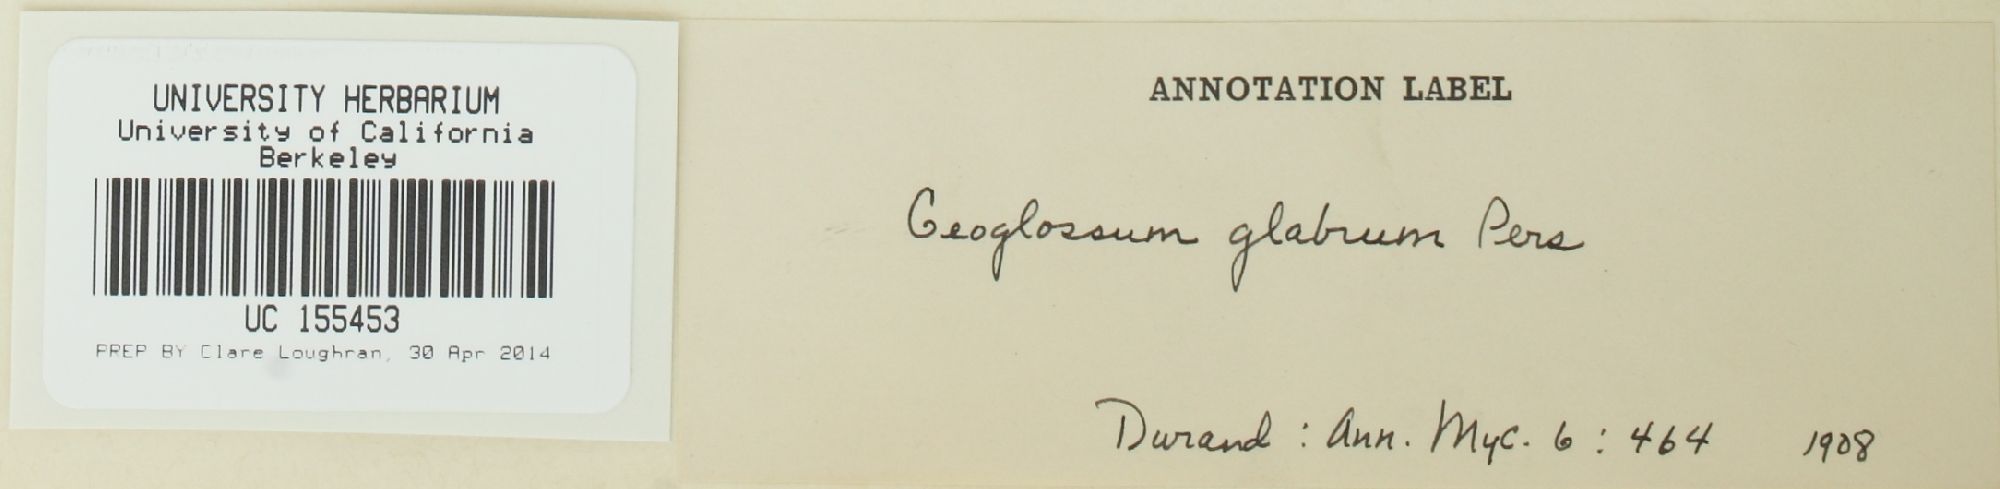 UNIVERSITY HERBARIUM
University of California
Berkeley
UC 155453
PREP BY Clare Loughran, 30 Apr 2014
ANNOTATION LABEL
Geoglossum glabrum Pers
Durand : Ann. Myc. 6 : 464 1908